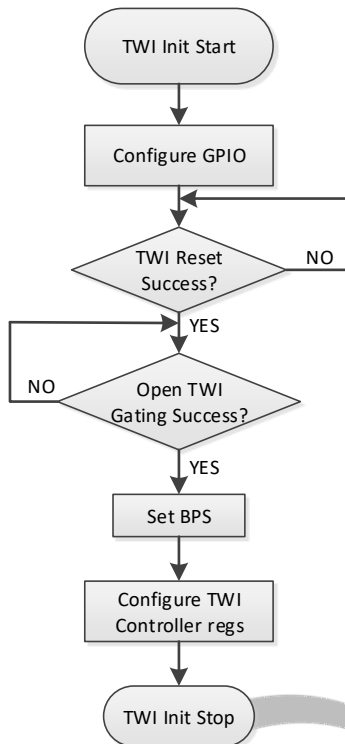 TWI Init Start
Configure GPIO
TWI Reset
Success?
NO
YES
NO
Open TWI
Gating Success?
YES
Set BPS
Configure TWI
Controller regs
TWI Init Stop